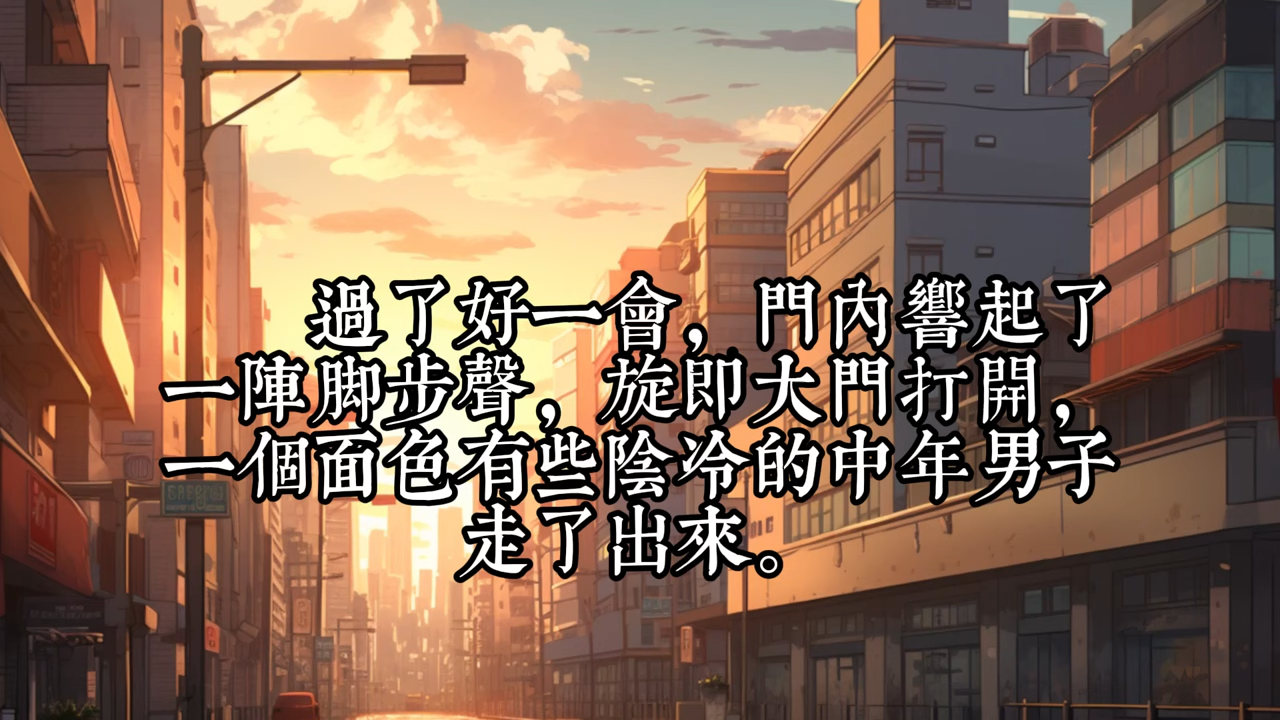 過了好一會，門內響起了
一陣脚步聲，旋即大門打開，
一個面色有些陰冷的中年男子
走了出來。